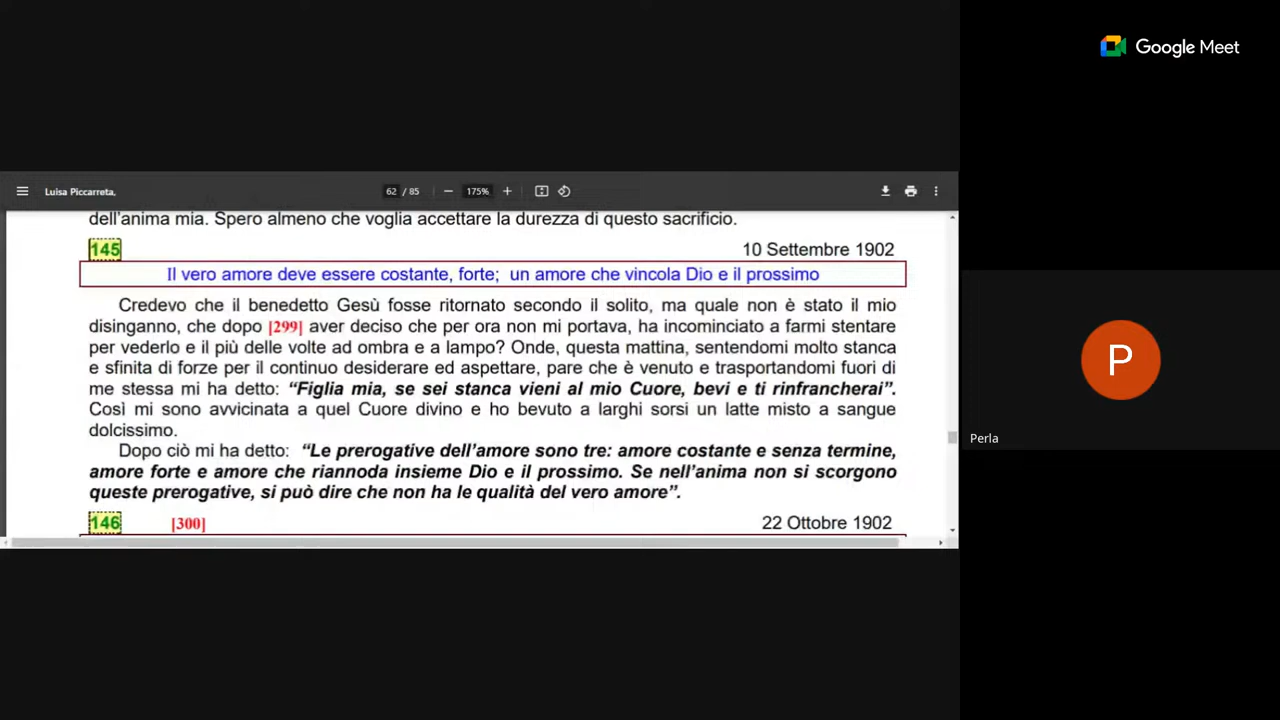 Google Meet
Luisa Piccarreta,
62 / 85
175%
dell'anima mia. Spero almeno che voglia accettare la durezza di questo sacrificio.
145 10 Settembre 1902
Il vero amore deve essere costante, forte; un amore che vincola Dio e il prossimo
Credevo che il benedetto Gesù fosse ritornato secondo il solito, ma quale non è stato il mio
disinganno, che dopo [299] aver deciso che per ora non mi portava, ha incominciato a farmi stentare
per vederlo e il più delle volte ad ombra e a lampo? Onde, questa mattina, sentendomi molto stanca
e sfinita di forze per il continuo desiderare ed aspettare, pare che è venuto e trasportandomi fuori di
me stessa mi ha detto: “Figlia mia, se sei stanca vieni al mio Cuore, bevi e ti rinfrancherai”.
Così mi sono avvicinata a quel Cuore divino e ho bevuto a larghi sorsi un latte misto a sangue
dolcissimo.
Dopo ciò mi ha detto: “Le prerogative dell’amore sono tre: amore costante e senza termine,
amore forte e amore che riannoda insieme Dio e il prossimo. Se nell’anima non si scorgono
queste prerogative, si può dire che non ha le qualità del vero amore”.
146 [300] 22 Ottobre 1902
P
Perla